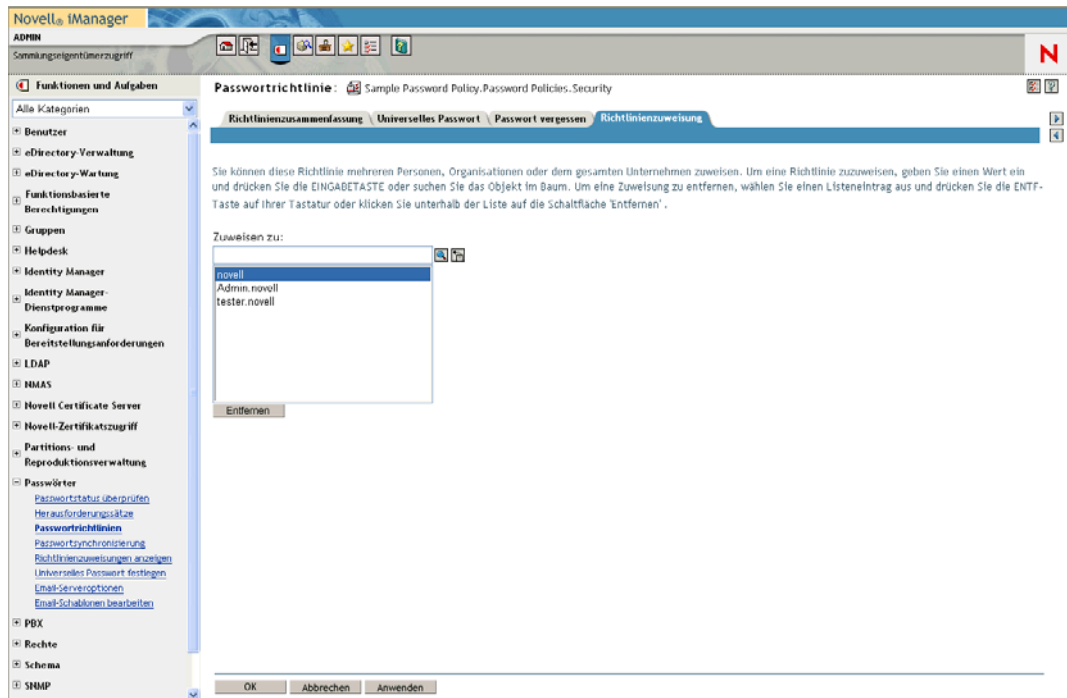 Novell® iManager
ADMIN
Sammlungseigentümerzugriff
N
Funktionen und Aufgaben
Alle Kategorien
Benutzer
eDirectory-Verwaltung
eDirectory-Wartung
Funktionsbasierte
Berechtigungen
Gruppen
Helpdesk
Identity Manager
Identity Manager-
Dienstprogramme
Konfiguration für
Bereitstellungsanforderungen
LDAP
NMAS
Novell Certificate Server
Novell-Zertifikatszugriff
Partitions- und
Reproduktionsverwaltung
Passwörter
Passwortstatus überprüfen
Herausforderungssätze
Passwortrichtlinien
Passwortsynchronisierung
Richtlinienzuweisungen anzeigen
Universelles Passwort festlegen
Email-Serveroptionen
Email-Schablonen bearbeiten
PBX
Rechte
Schema
SNMP
Passwortrichtlinie: Sample Password Policy.Password Policies.Security
Richtlinienzusammenfassung \ Universelles Passwort \ Passwort vergessen Richtlinienzuweisung
Sie können diese Richtlinie mehreren Personen, Organisationen oder dem gesamten Unternehmen zuweisen. Um eine Richtlinie zuzuweisen, geben Sie einen Wert ein
und drücken Sie die EINGABETASTE oder suchen Sie das Objekt im Baum. Um eine Zuweisung zu entfernen, wählen Sie einen Listeneintrag aus und drücken Sie die ENTF-
Taste auf Ihrer Tastatur oder klicken Sie unterhalb der Liste auf die Schaltfläche 'Entfernen' .
Zuweisen zu:
novell
Admin.novell
tester.novell
Entfernen
OK Abbrechen Anwenden